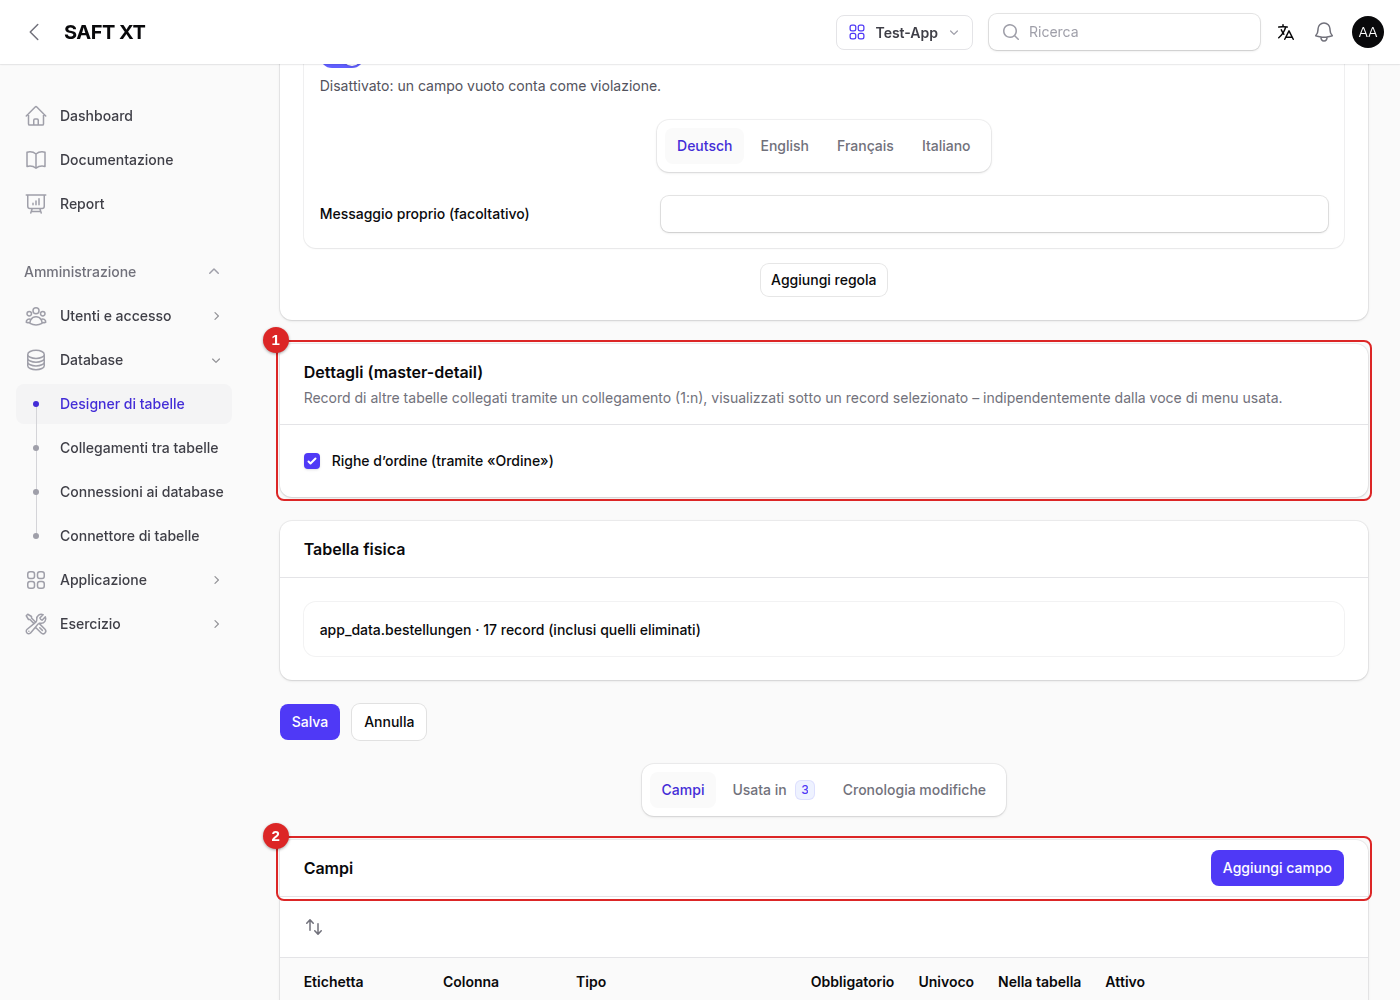 SAFT XT
Test-App
Ricerca
AA
Dashboard
Documentazione
Report
Amministrazione
Utenti e accesso
Database
Designer di tabelle
Collegamenti tra tabelle
Connessioni ai database
Connettore di tabelle
Applicazione
Esercizio
Disattivato: un campo vuoto conta come violazione.
Deutsch English Français Italiano
Messaggio proprio (facoltativo)
Aggiungi regola
1
Dettagli (master-detail)
Record di altre tabelle collegati tramite un collegamento (1:n), visualizzati sotto un record selezionato – indipendentemente dalla voce di menu usata.
Righe d’ordine (tramite «Ordine»)
Tabella fisica
app_data.bestellungen · 17 record (inclusi quelli eliminati)
Salva Annulla
Campi Usata in 3 Cronologia modifiche
2
Campi Aggiungi campo
Etichetta Colonna Tipo Obbligatorio Univoco Nella tabella Attivo